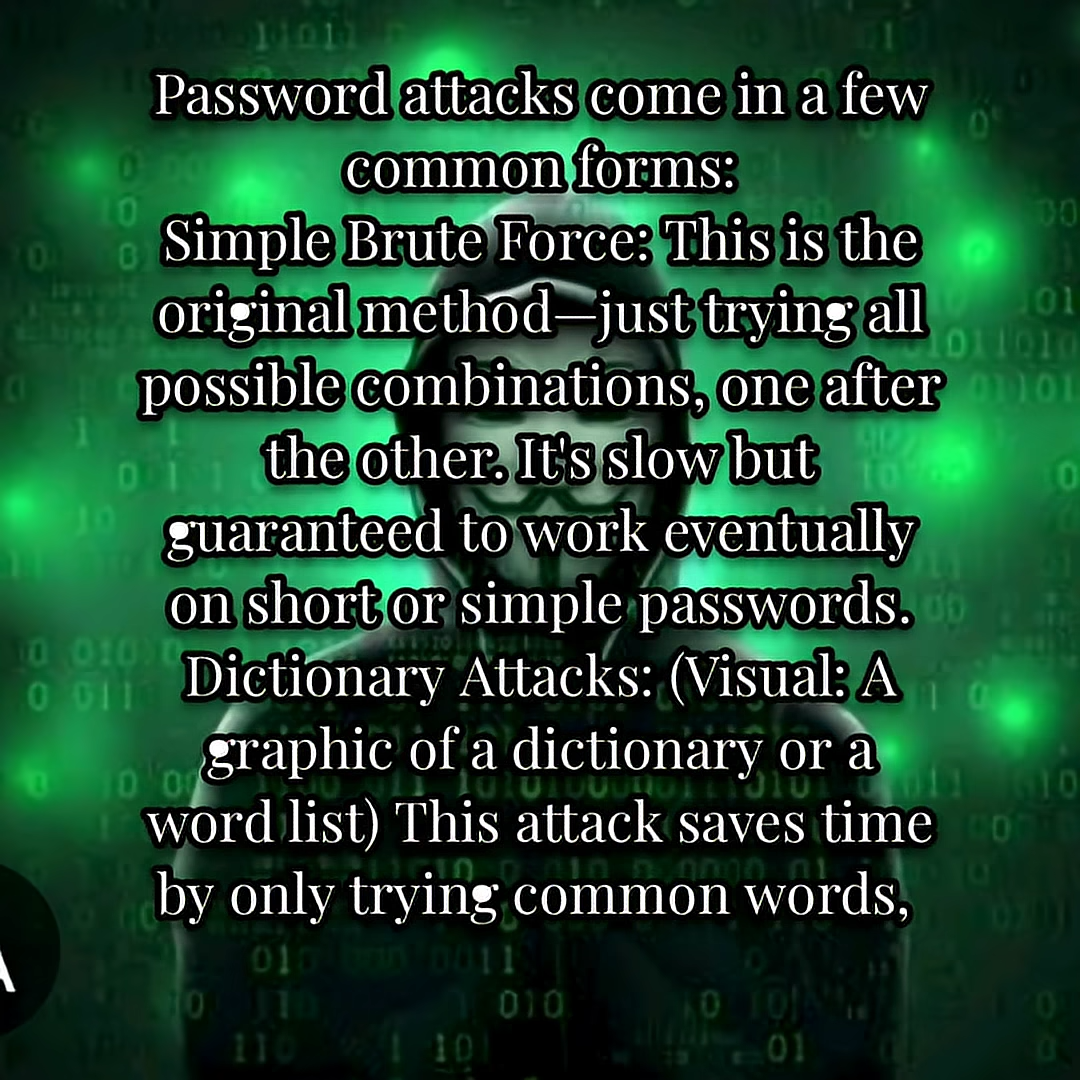 Password attacks come in a few
common forms:
Simple Brute Force: This is the
original method—just trying all
possible combinations, one after
the other. It's slow but
guaranteed to work eventually
on short or simple passwords.
Dictionary Attacks: (Visual: A
graphic of a dictionary or a
word list) This attack saves time
by only trying common words,